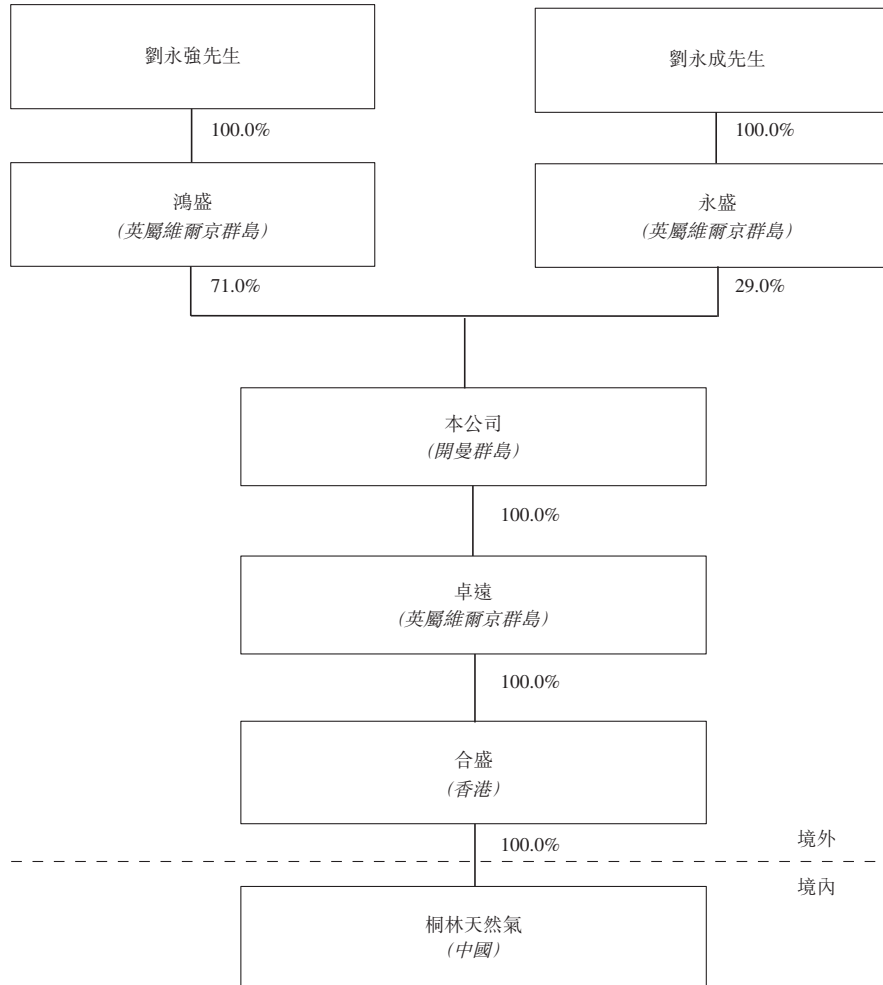 劉永強先生
劉永成先生
100.0%
100.0%
鴻盛
(英屬維爾京群島)
永盛
(英屬維爾京群島)
71.0%
29.0%
本公司
(開曼群島)
100.0%
卓遠
(英屬維爾京群島)
100.0%
合盛
(香港)
100.0%
境外
境內
桐林天然氣
(中國)